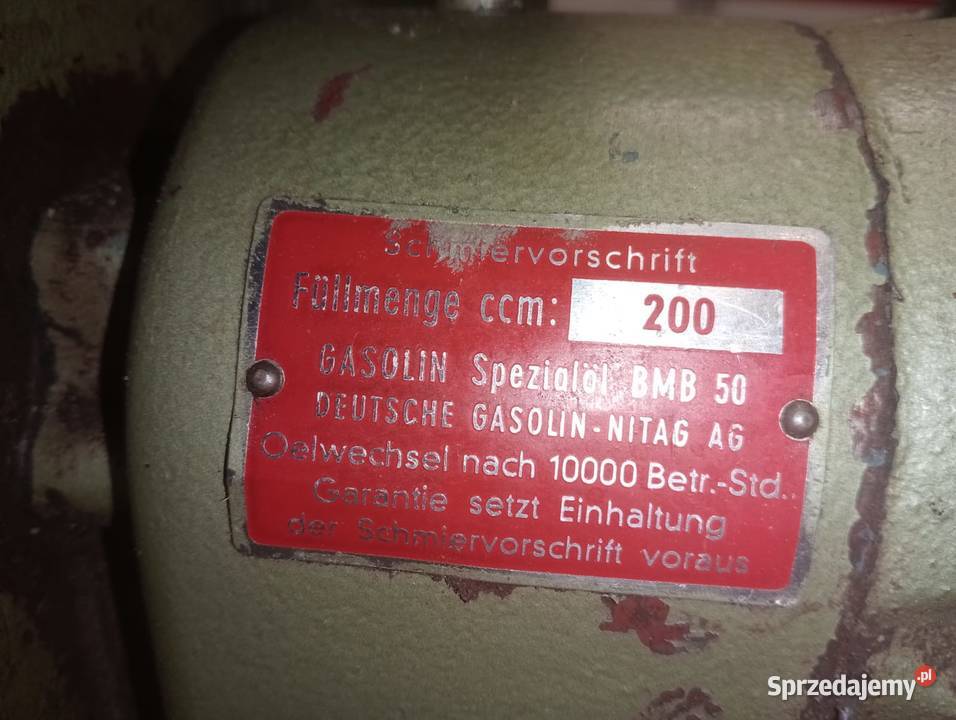 Schmiervorschrift
Füllmenge ccm: 200
GASOLIN Spezialöl BMB 50
DEUTSCHE GASOLIN-NITAG AG
Oelwechsel nach 10000 Betr.-Std.
Garantie setzt Einhaltung
der Schmiervorschrift voraus
Sprzedajemy.pl